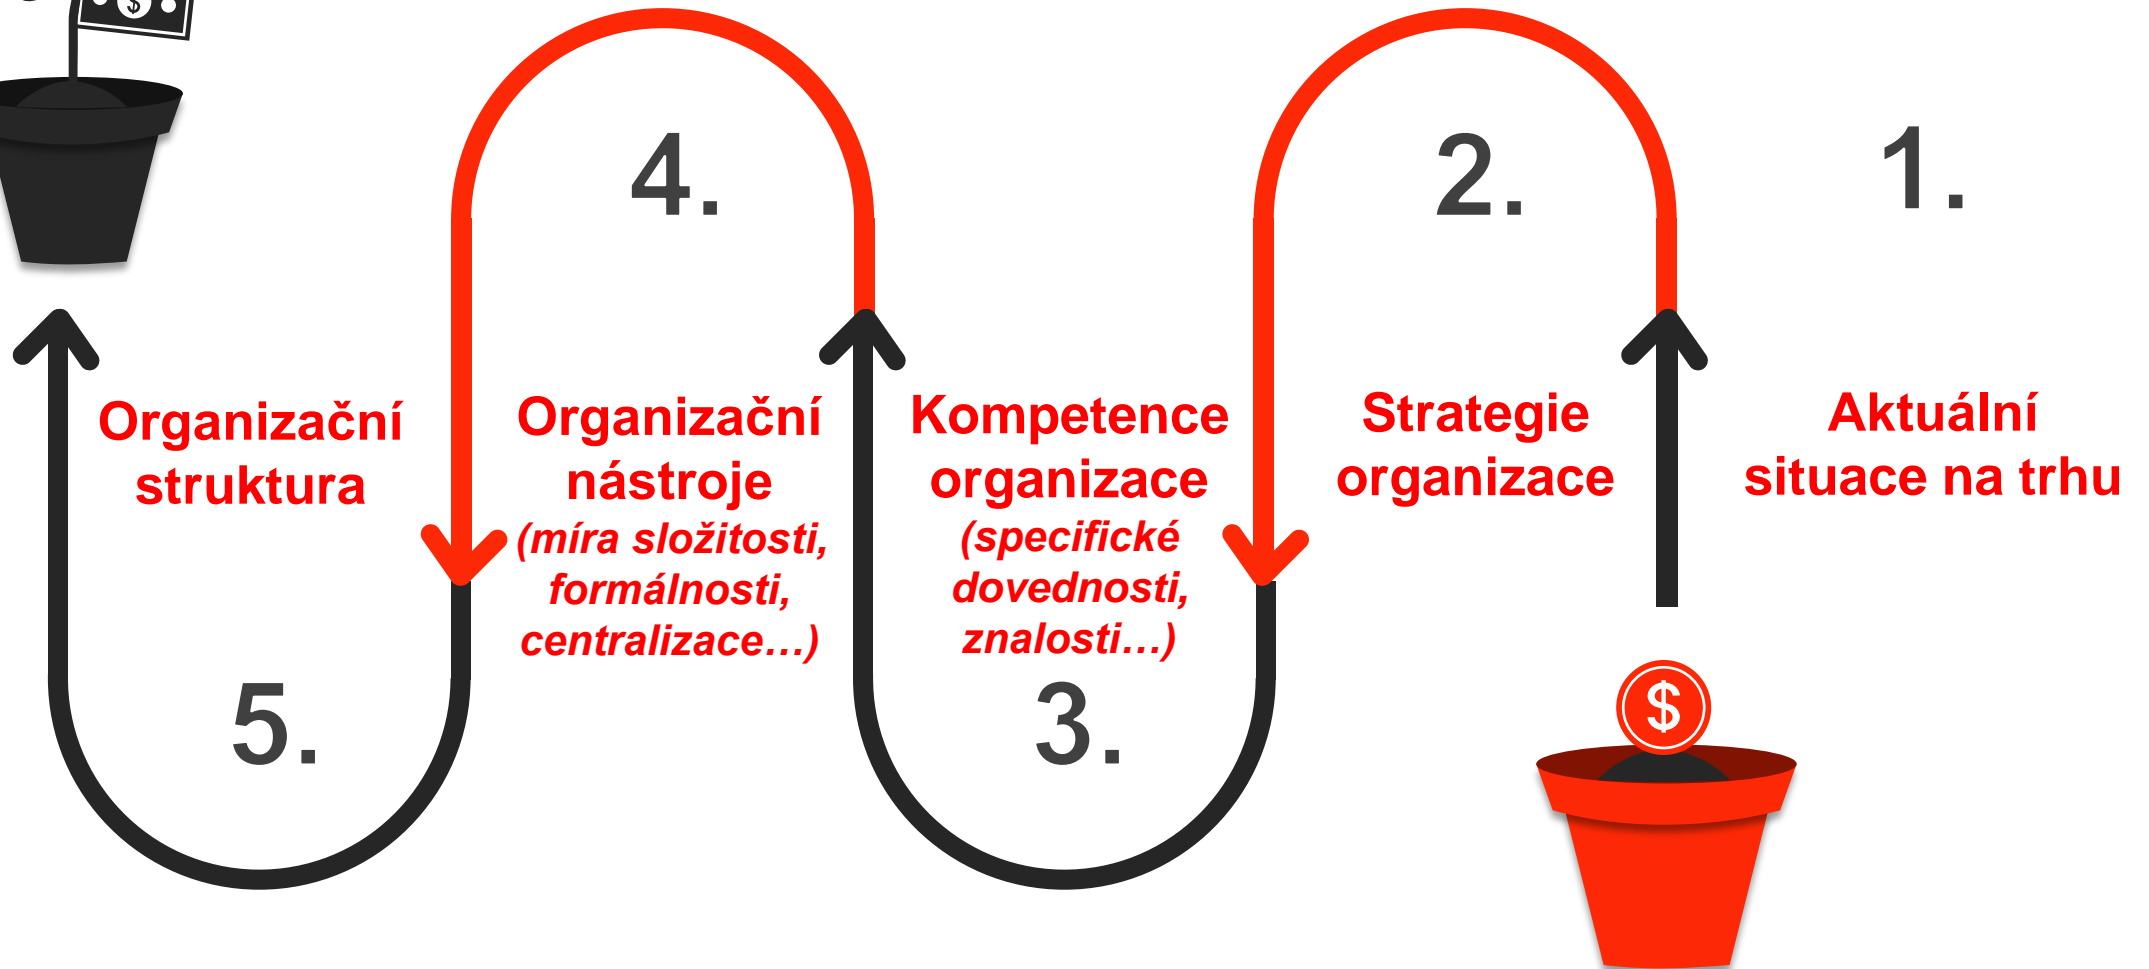 $
4.
2.
1.
Organizační
struktura
Organizační
nástroje
(míra složitosti,
formálnosti,
centralizace…)
Kompetence
organizace
(specifické
dovednosti,
znalosti…)
Strategie
organizace
Aktuální
situace na trhu
5.
3.
$